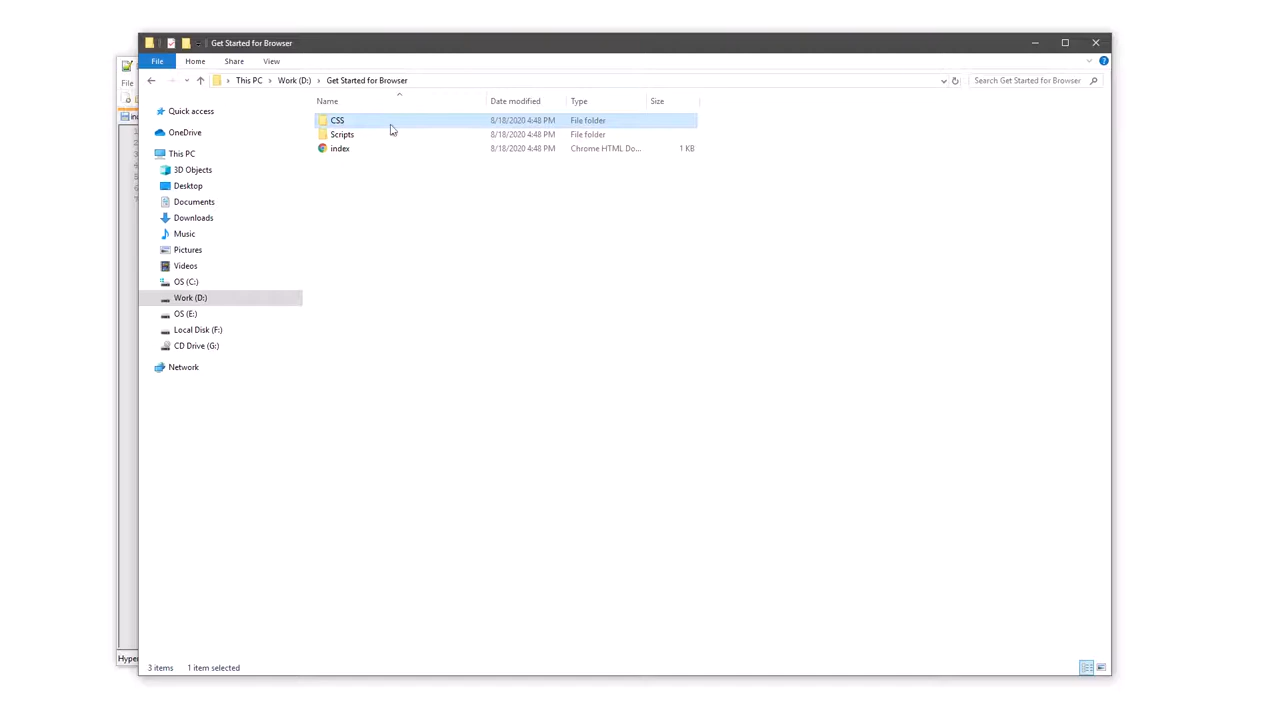 Get Started for Browser
File Home Share View
This PC Work (D:) Get Started for Browser Search Get Started for Browser
Name Date modified Type Size
CSS 8/18/2020 4:48 PM File folder
Scripts 8/18/2020 4:48 PM File folder
index 8/18/2020 4:48 PM Chrome HTML Do... 1 KB
Quick access
OneDrive
This PC
3D Objects
Desktop
Documents
Downloads
Music
Pictures
Videos
OS (C:)
Work (D:)
OS (E:)
Local Disk (F:)
CD Drive (G:)
Network
3 items 1 item selected
File
Hyper